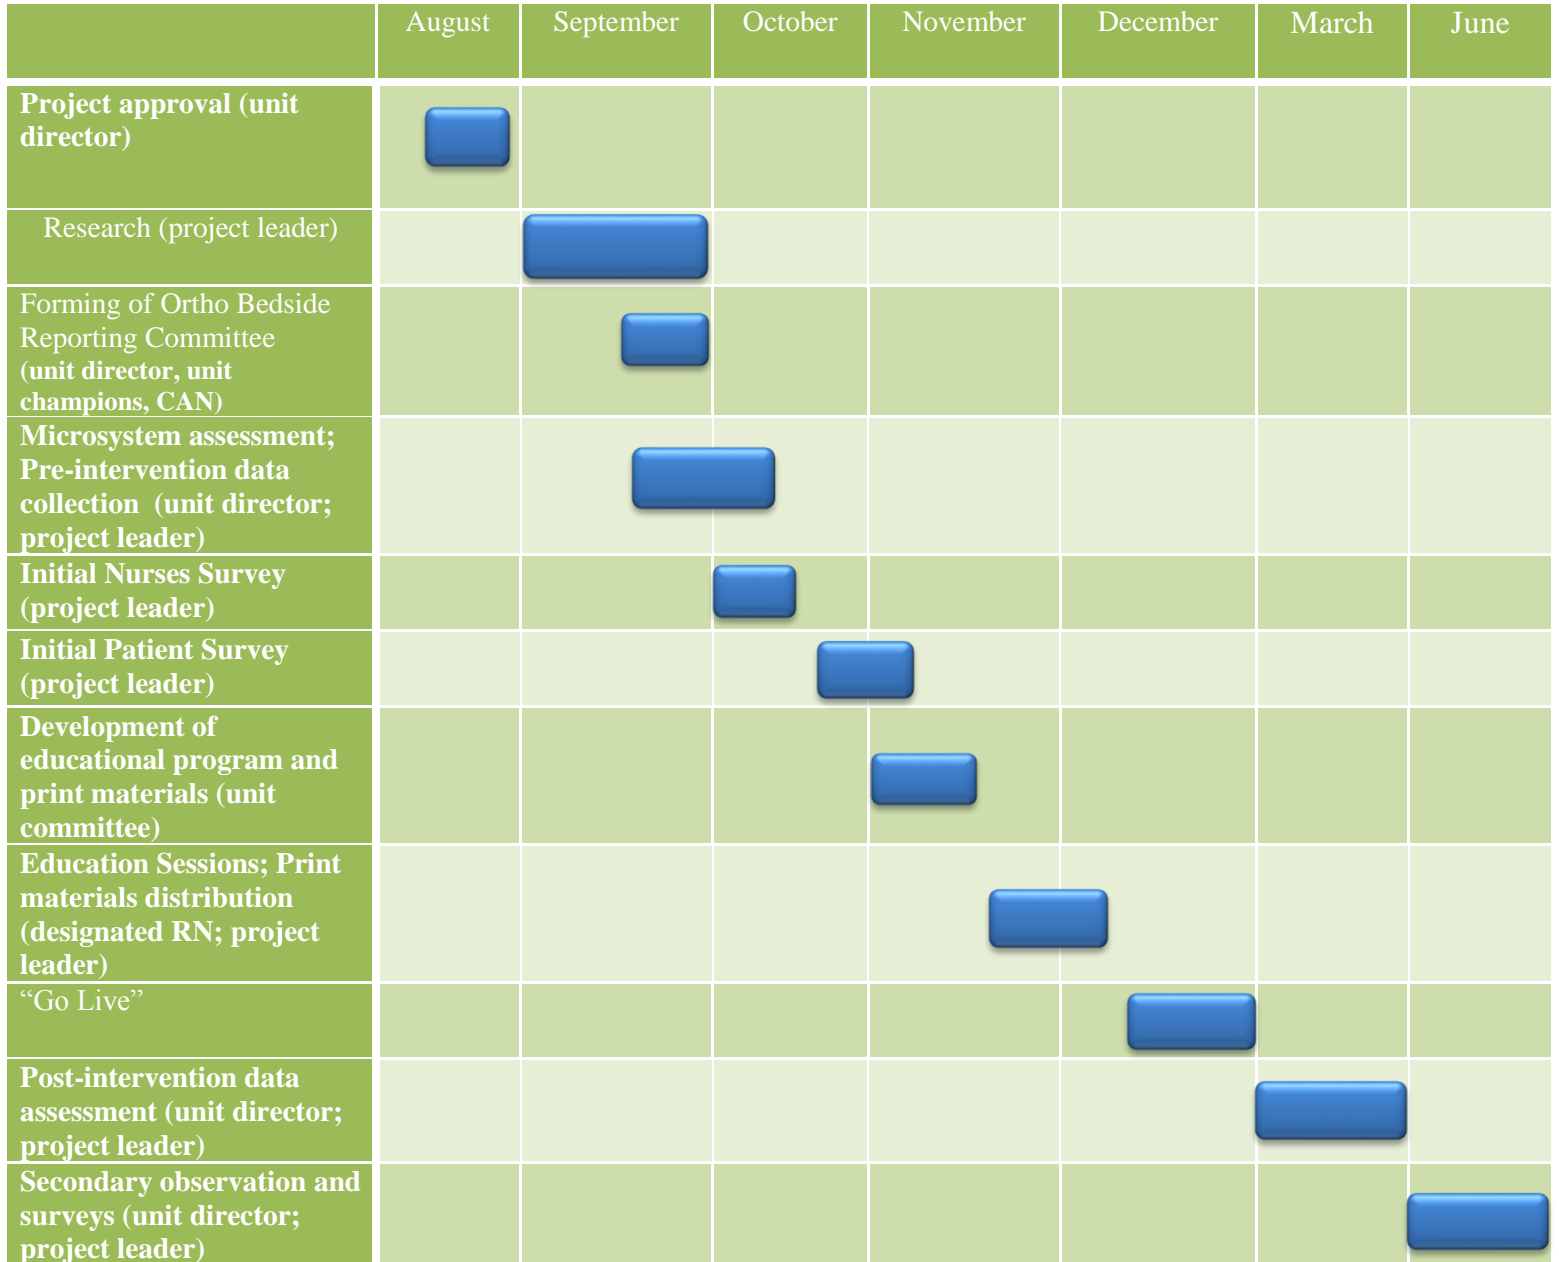 August September October November December March June
Project approval (unit
director)
Research (project leader)
Forming of Ortho Bedside
Reporting Committee
(unit director, unit
champions, CAN)
Microsystem assessment;
Pre-intervention data
collection (unit director;
project leader)
Initial Nurses Survey
(project leader)
Initial Patient Survey
(project leader)
Development of
educational program and
print materials (unit
committee)
Education Sessions; Print
materials distribution
(designated RN; project
leader)
“Go Live”
Post-intervention data
assessment (unit director;
project leader)
Secondary observation and
surveys (unit director;
project leader)